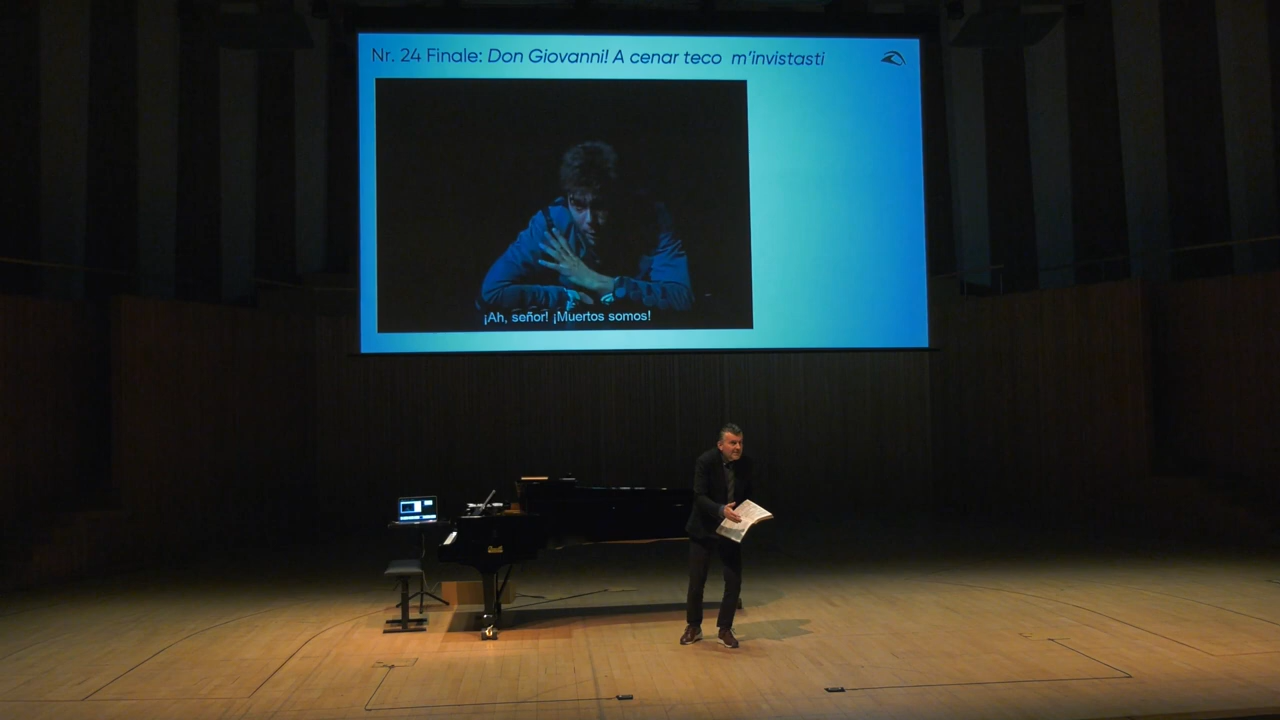 Nr. 24 Finale: Don Giovanni! A cenar teco m'invistasti
¡Ah, señor! ¡Muertos somos!